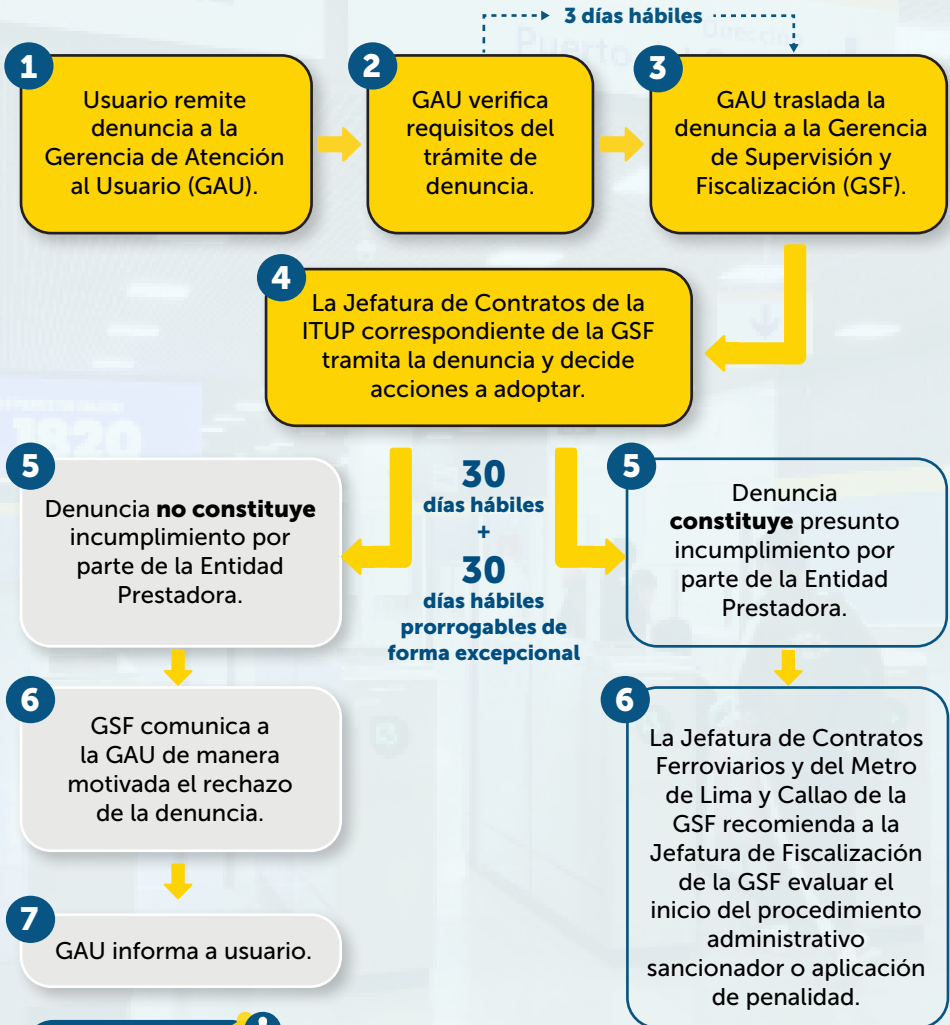 3 días hábiles
1
Usuario remite
denuncia a la
Gerencia de Atención
al Usuario (GAU).
2
GAU verifica
requisitos del
trámite de
denuncia.
3
GAU traslada la
denuncia a la Gerencia
de Supervisión y
Fiscalización (GSF).
4
La Jefatura de Contratos de la
ITUP correspondiente de la GSF
tramita la denuncia y decide
acciones a adoptar.
5
Denuncia no constituye
incumplimiento por
parte de la Entidad
Prestadora.
30
días hábiles
+
30
días hábiles
prorrogables de
forma excepcional
5
Denuncia
constituye presunto
incumplimiento por
parte de la Entidad
Prestadora.
6
GSF comunica a
la GAU de manera
motivada el rechazo
de la denuncia.
6
La Jefatura de Contratos
Ferroviarios y del Metro
de Lima y Callao de la
GSF recomienda a la
Jefatura de Fiscalización
de la GSF evaluar el
inicio del procedimiento
administrativo
sancionador o aplicación
de penalidad.
7
GAU informa a usuario.